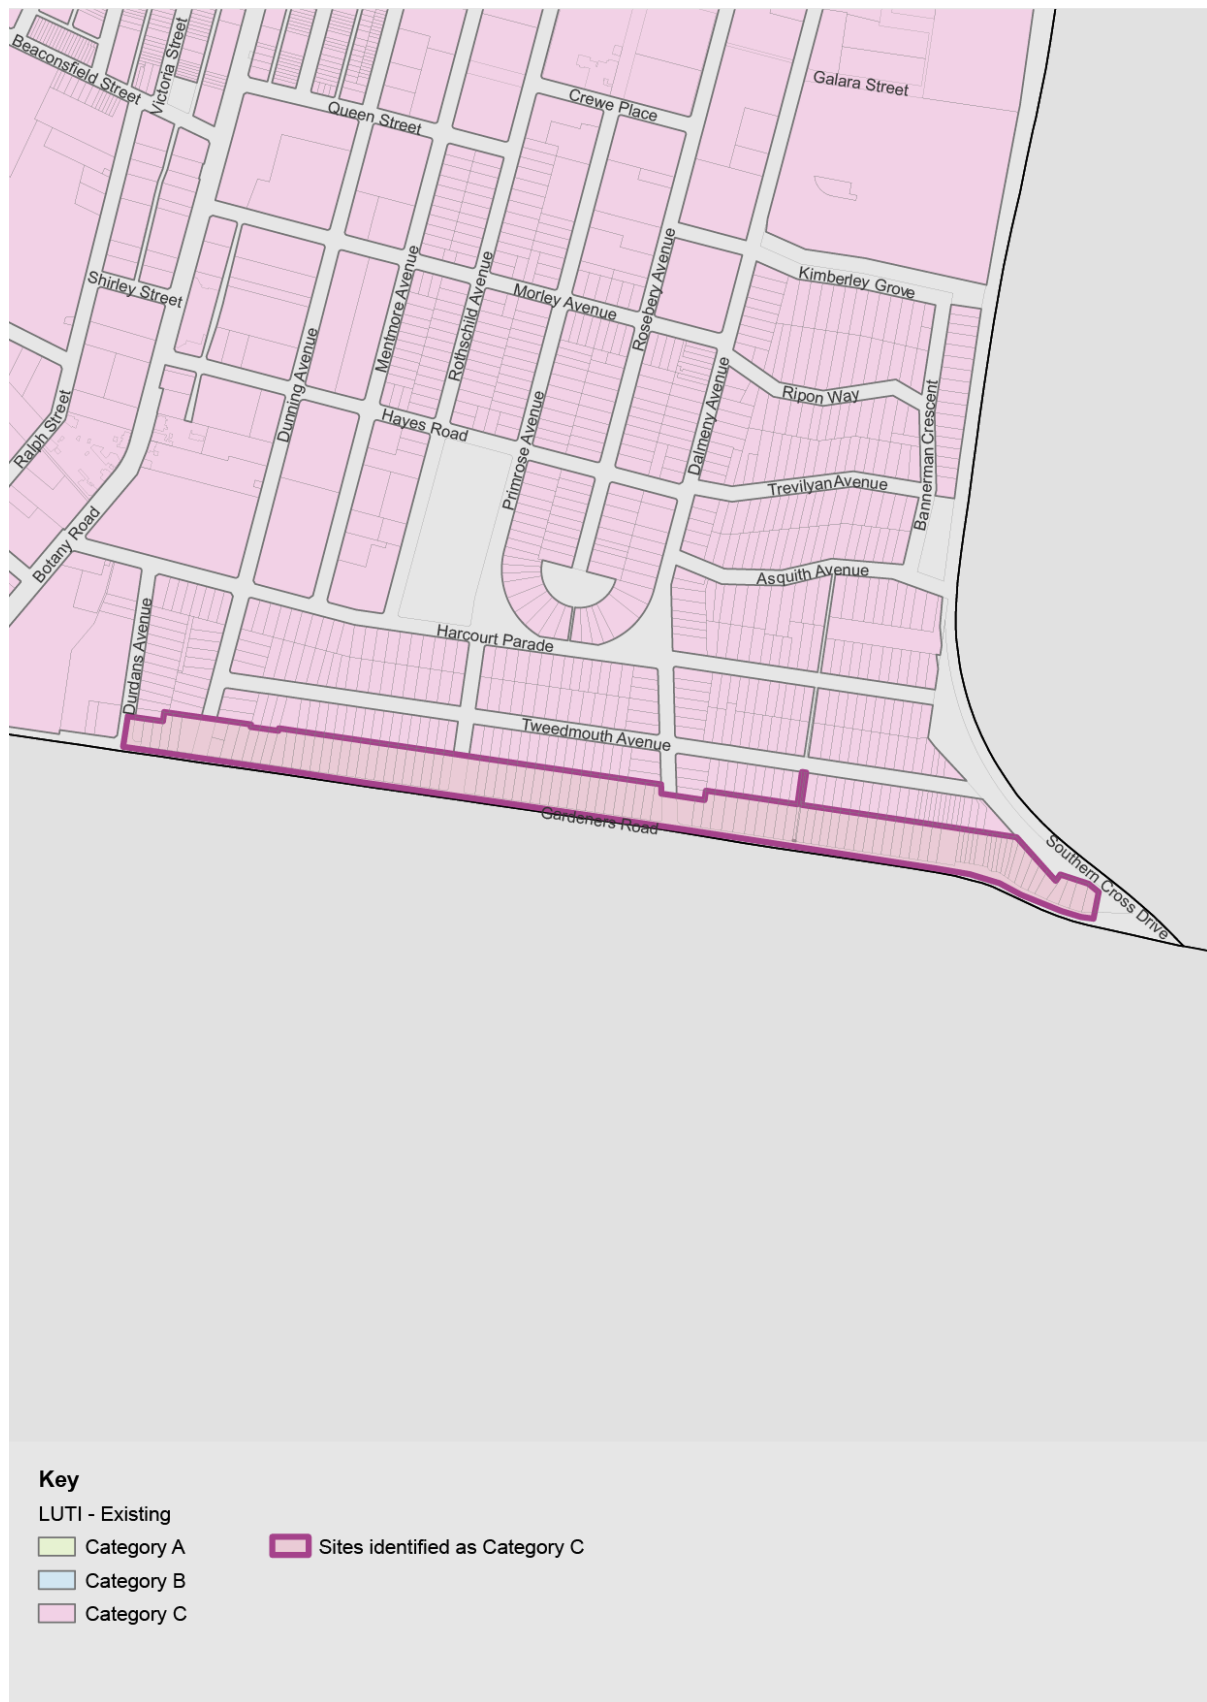 Beaconsfield Street
Victoria Street
Queen Street
Crewe Place
Galara Street
Shirley Street
Mentmore Avenue
Rothschild Avenue
Morley Avenue
Rosebery Avenue
Kimberley Grove
Dunning Avenue
Ralph Street
Hayes Road
Primrose Avenue
Dalmeny Avenue
Ripon Way
Bannerman Crescent
Trevilyan Avenue
Botany Road
Asquith Avenue
Durdans Avenue
Harcourt Parade
Tweedmouth Avenue
Gardeners Road
Southern Cross Drive
Key
LUTI - Existing
Category A
Sites identified as Category C
Category B
Category C